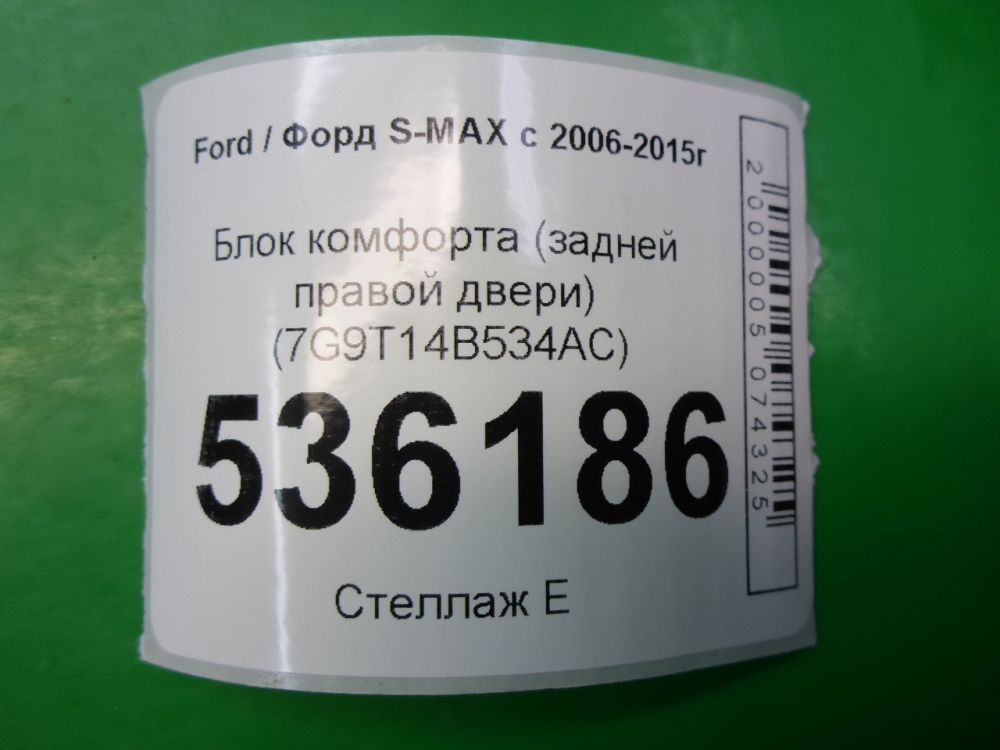 Ford / Форд S-MAX с 2006-2015г
Блок комфорта (задней
правой двери)
(7G9T14B534AC)
536186
Стеллаж Е
2000005074325